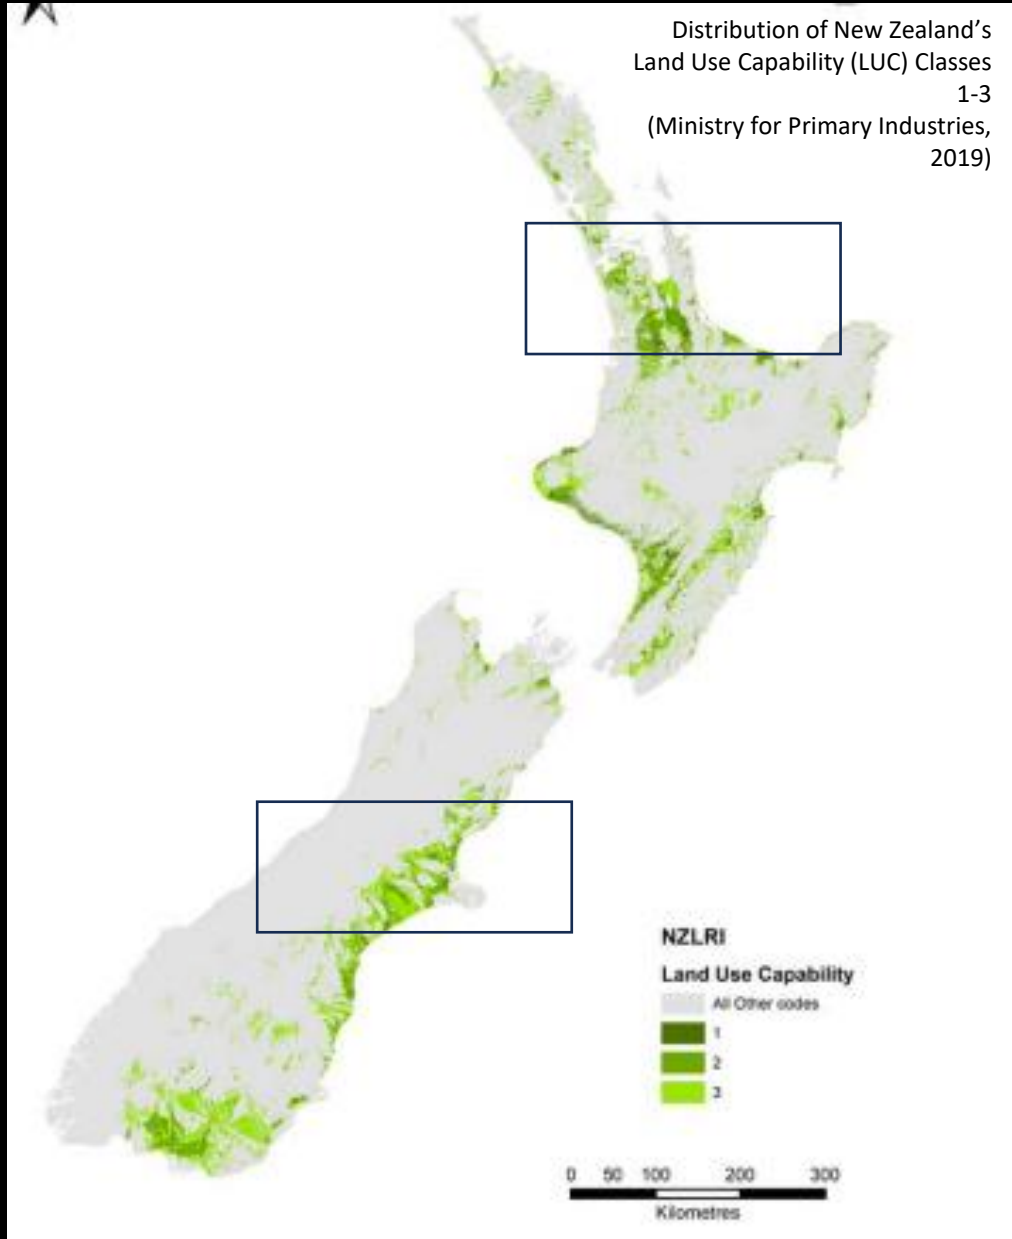 Distribution of New Zealand’s
Land Use Capability (LUC) Classes
1-3
(Ministry for Primary Industries,
2019)
NZLRI
Land Use Capability
All Other codes
1
2
3
0 50 100 200 300
Kilometres